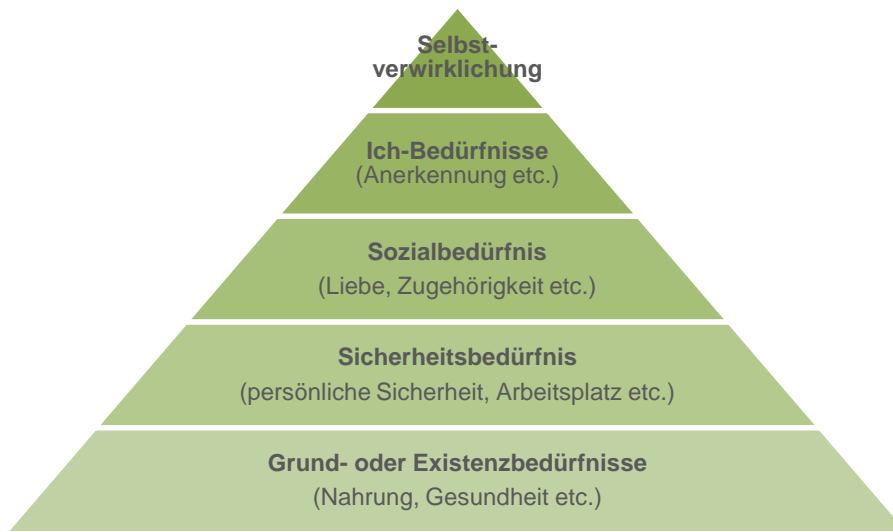 Selbst-
verwirklichung
Ich-Bedürfnisse
(Anerkennung etc.)
Sozialbedürfnis
(Liebe, Zugehörigkeit etc.)
Sicherheitsbedürfnis
(persönliche Sicherheit, Arbeitsplatz etc.)
Grund- oder Existenzbedürfnisse
(Nahrung, Gesundheit etc.)